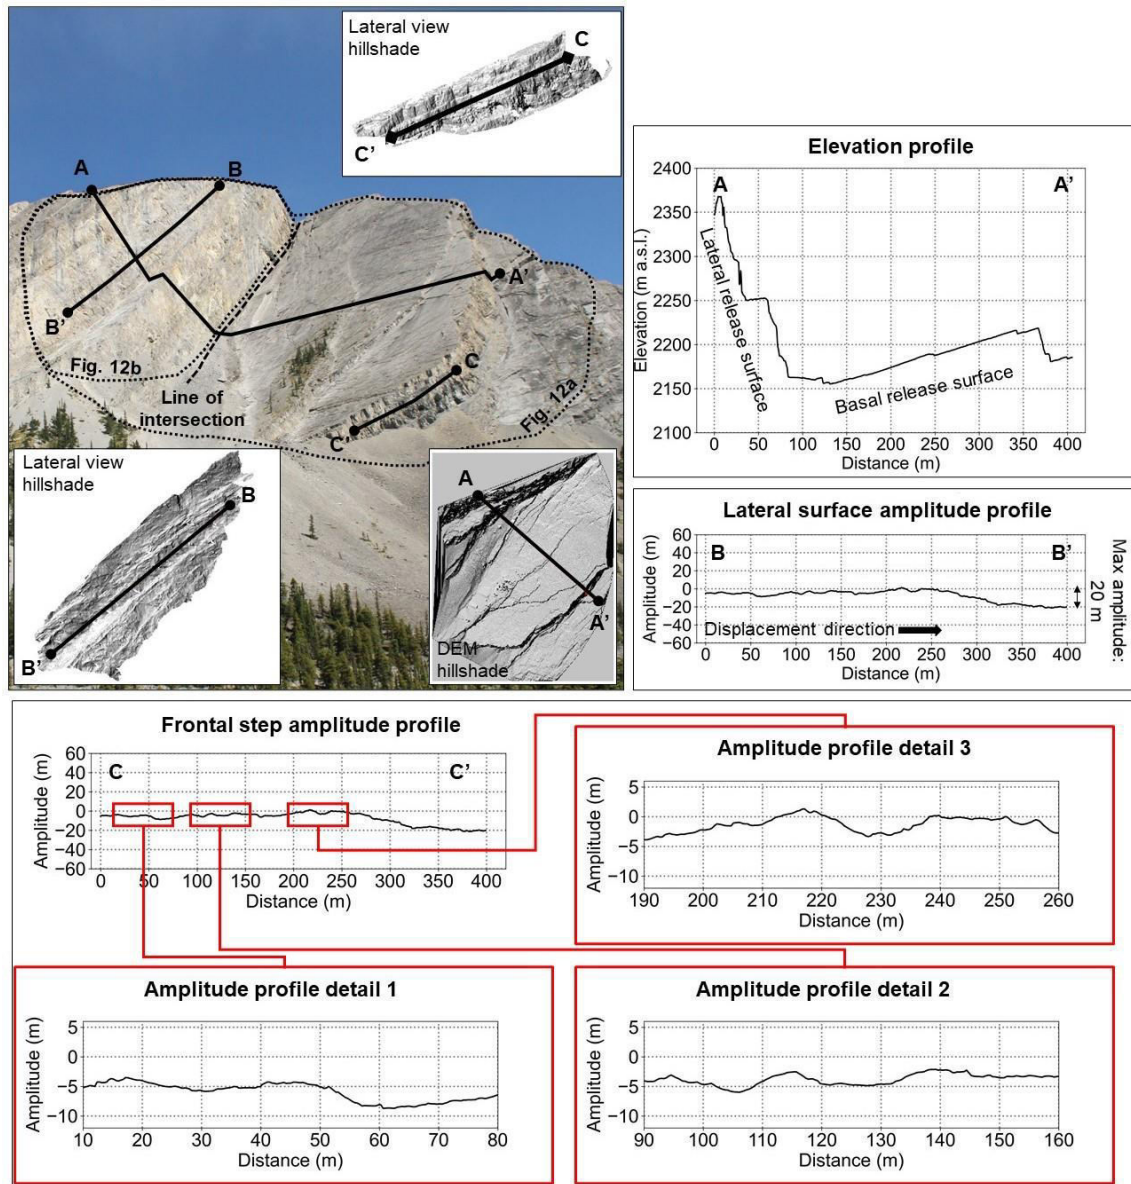 Lateral view
hillshade
C
C'
A
B
A'
B'
Fig. 12b
Line of
intersection
C
C'
Fig. 12a
Lateral view
hillshade
B
B'
A
A'
DEM
hillshade
Elevation profile
A
A'
Elevation (m a.s.l.)
2400
2350
2300
2250
2200
2150
2100
Lateral release surface
Basal release surface
0 50 100 150 200 250 300 350 400
Distance (m)
Lateral surface amplitude profile
B
B'
Amplitude (m)
60
40
20
0
−20
−40
−60
Displacement direction
Max amplitude:
20 m
0 50 100 150 200 250 300 350 400
Distance (m)
Frontal step amplitude profile
C
C'
Amplitude (m)
60
40
20
0
−20
−40
−60
0 50 100 150 200 250 300 350 400
Distance (m)
Amplitude profile detail 3
Amplitude (m)
5
0
−5
−10
190 200 210 220 230 240 250 260
Distance (m)
Amplitude profile detail 1
Amplitude (m)
5
0
−5
−10
10 20 30 40 50 60 70 80
Distance (m)
Amplitude profile detail 2
Amplitude (m)
5
0
−5
−10
90 100 110 120 130 140 150 160
Distance (m)